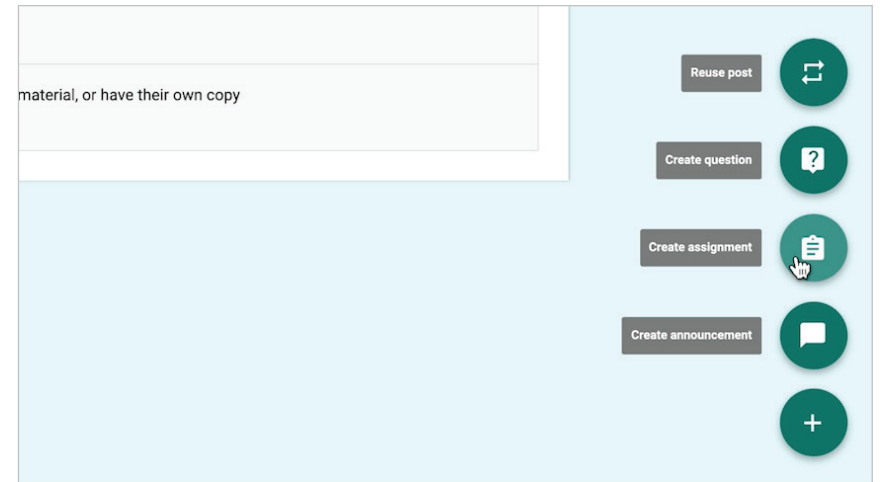 material, or have their own copy
Reuse post
Create question
Create assignment
Create announcement